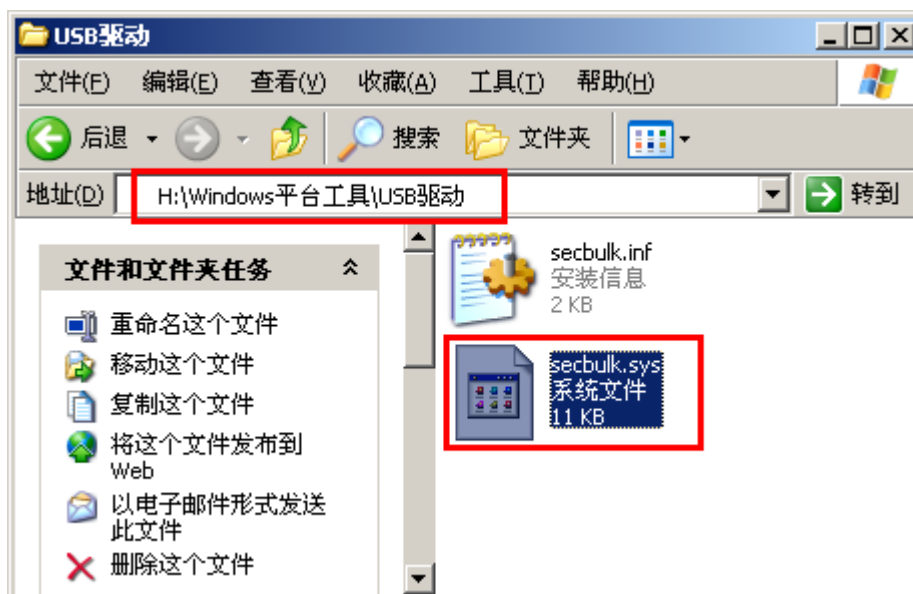 USB驱动
文件(F) 编辑(E) 查看(V) 收藏(A) 工具(T) 帮助(H)
后退 搜索 文件夹
地址(D) H:\Windows平台工具\USB驱动 转到
文件和文件夹任务
重命名这个文件
移动这个文件
复制这个文件
将这个文件发布到
Web
以电子邮件形式发送
此文件
删除这个文件
secbulk.inf
安装信息
2 KB
secbulk.sys
系统文件
11 KB